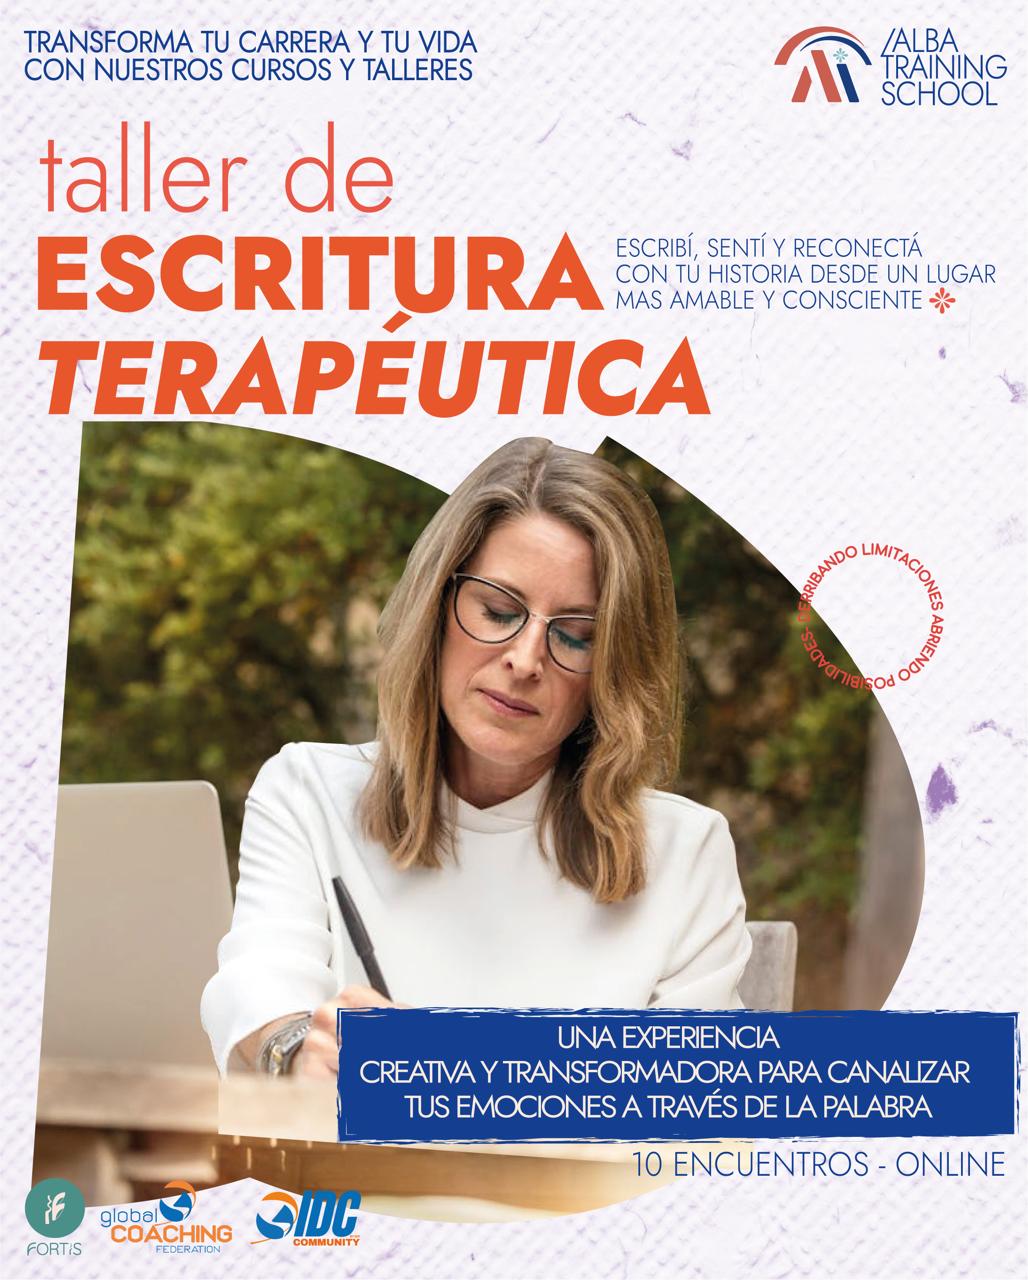 TRANSFORMA TU CARRERA Y TU VIDA
CON NUESTROS CURSOS Y TALLERES
/ALBA
TRAINING
SCHOOL
taller de
ESCRITURA
TERAPÉUTICA
ESCRIBÍ, SENTÍ Y RECONECTÁ
CON TU HISTORIA DESDE UN LUGAR
MAS AMABLE Y CONSCIENTE
DERRIBANDO LIMITACIONES ABRIENDO POSIBILIDADES-
UNA EXPERIENCIA
CREATIVA Y TRANSFORMADORA PARA CANALIZAR
TUS EMOCIONES A TRAVÉS DE LA PALABRA
10 ENCUENTROS - ONLINE
FORTiS
global
COACHING
FEDERATION
IDC
COMMUNITY